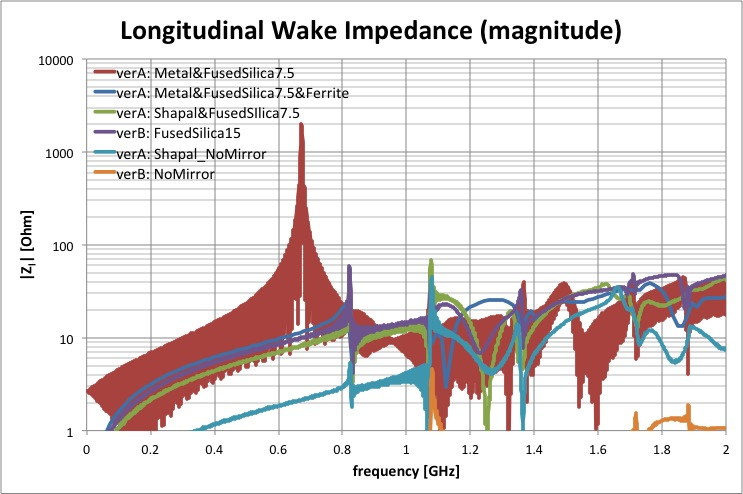 Longitudinal Wake Impedance (magnitude)
10000
1000
100
10
1
|Zl| [Ohm]
verA: Metal&FusedSilica7.5
verA: Metal&FusedSilica7.5&Ferrite
verA: Shapal&FusedSIlica7.5
verB: FusedSilica15
verA: Shapal_NoMirror
verB: NoMirror
0 0.2 0.4 0.6 0.8 1 1.2 1.4 1.6 1.8 2
frequency [GHz]